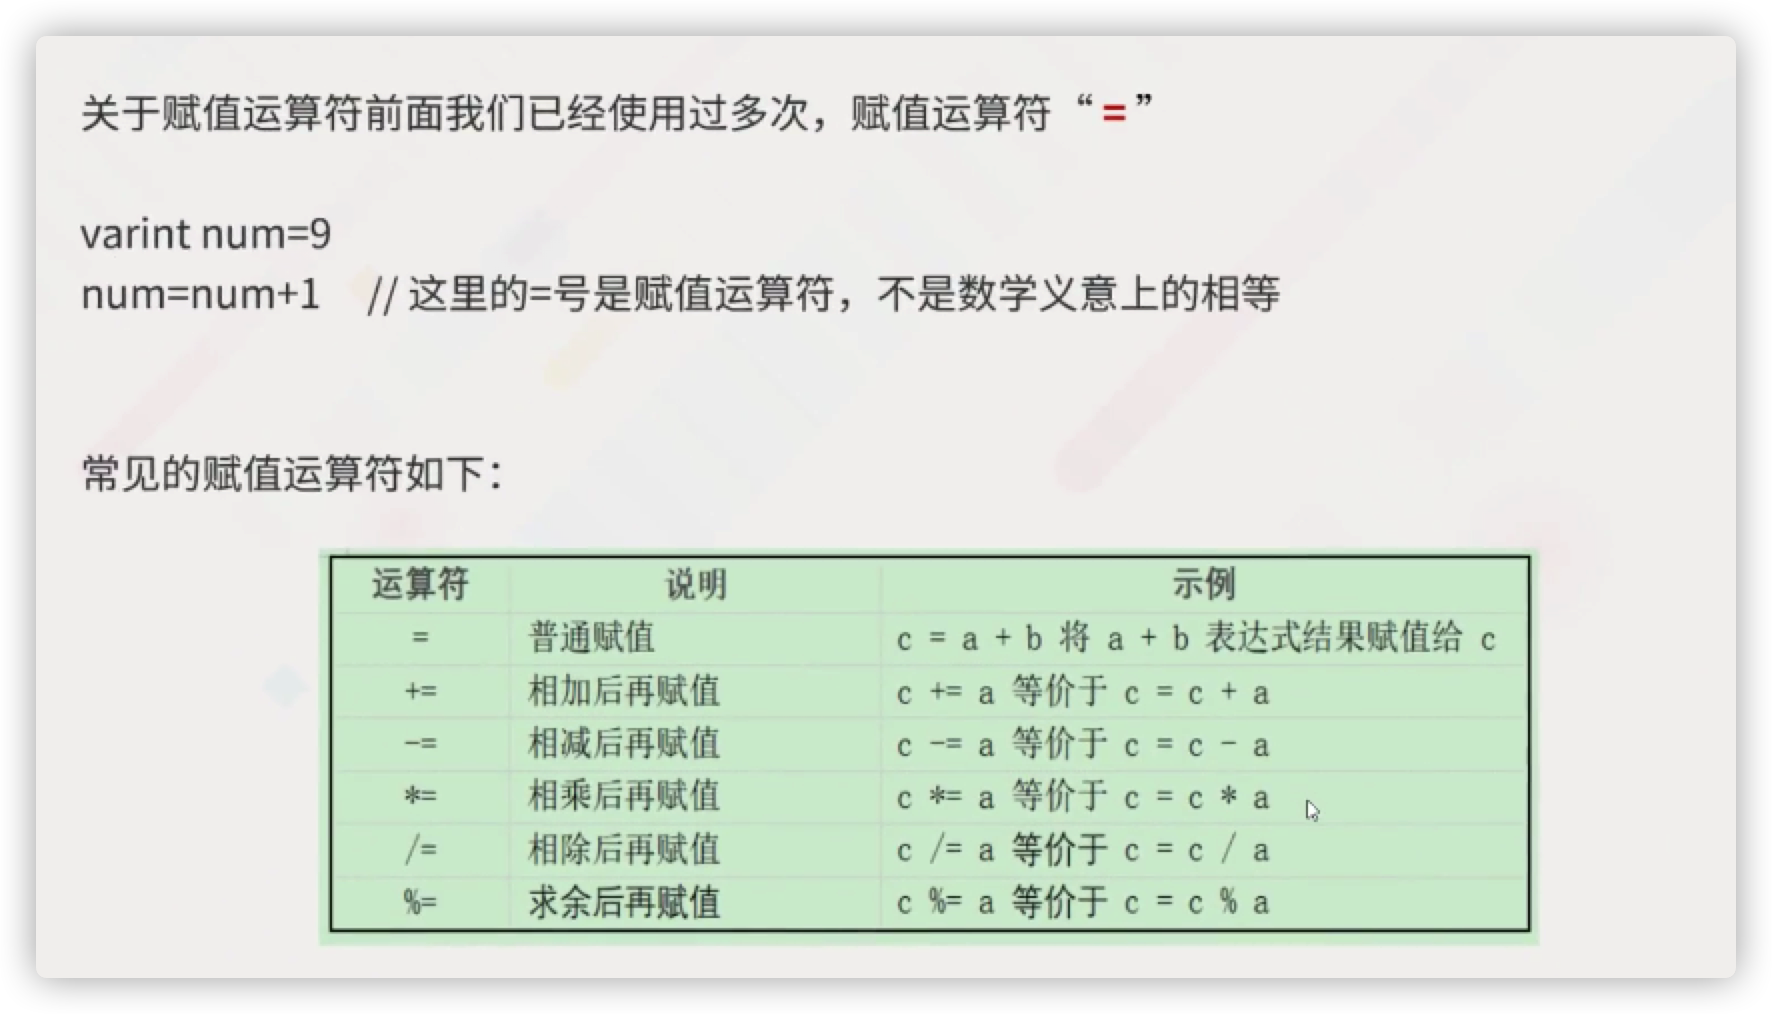 关于赋值运算符前面我们已经使用过多次，赋值运算符“=”
varint num=9
num=num+1 // 这里的=号是赋值运算符，不是数学义意上的相等
常见的赋值运算符如下：
运算符 说明 示例
= 普通赋值 c = a + b 将 a + b 表达式结果赋值给 c
+= 相加后再赋值 c += a 等价于 c = c + a
-= 相减后再赋值 c -= a 等价于 c = c - a
*= 相乘后再赋值 c *= a 等价于 c = c * a
/= 相除后再赋值 c /= a 等价于 c = c / a
%= 求余后再赋值 c %= a 等价于 c = c % a